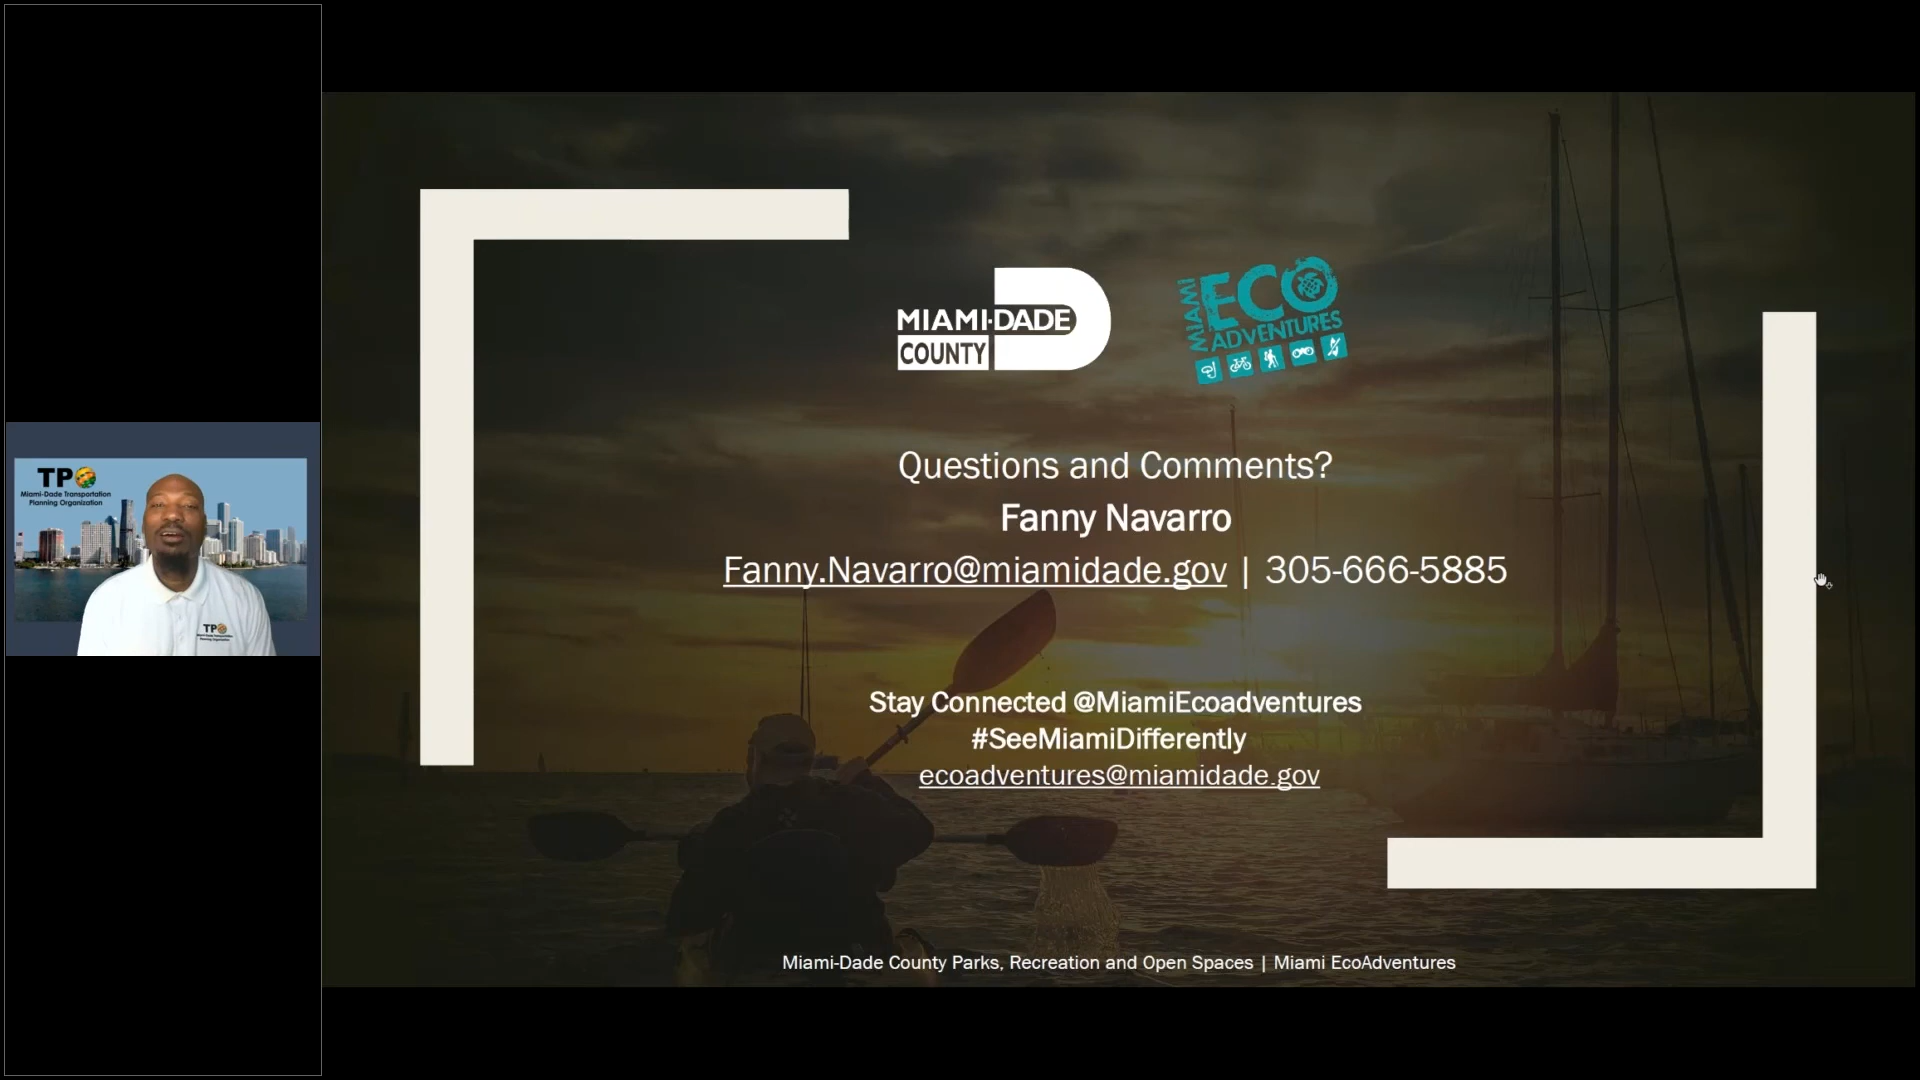 TPO
Miami-Dade Transportation
Planning Organization
TPO
MIAMI-DADE
COUNTY
MIAMI
ECO
ADVENTURES
Questions and Comments?
Fanny Navarro
Fanny.Navarro@miamidade.gov | 305-666-5885
Stay Connected @MiamiEcoadventures
#SeeMiamiDifferently
ecoadventures@miamidade.gov
Miami-Dade County Parks, Recreation and Open Spaces | Miami EcoAdventures